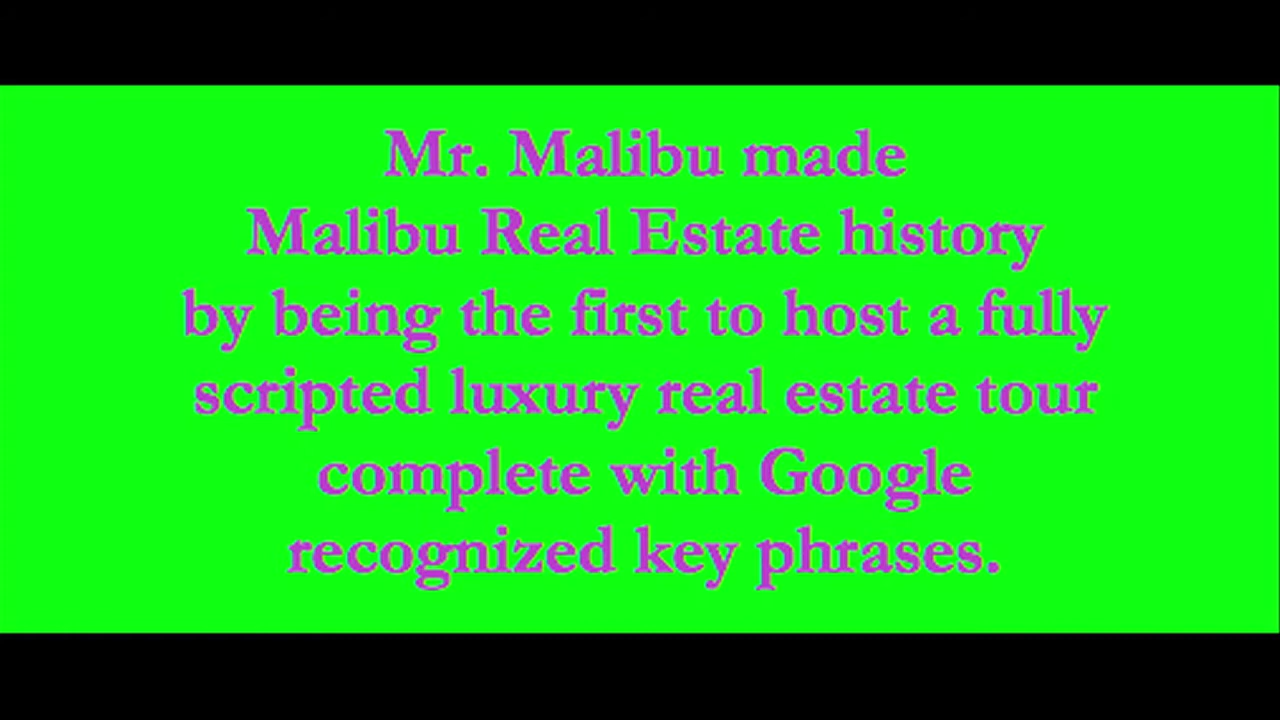 Mr. Malibu made
Malibu Real Estate history
by being the first to host a fully
scripted luxury real estate tour
complete with Google
recognized key phrases.